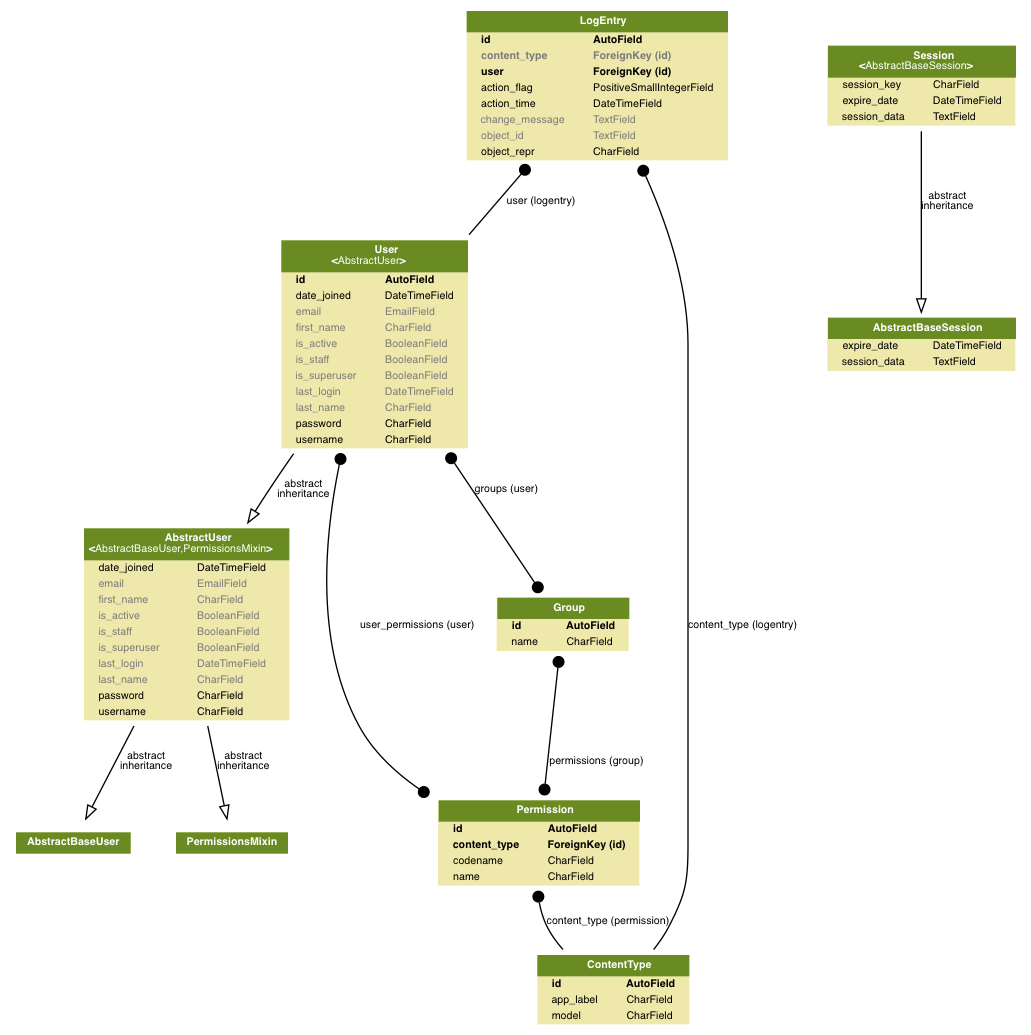 LogEntry
id AutoField
content_type ForeignKey (id)
user ForeignKey (id)
action_flag PositiveSmallIntegerField
action_time DateTimeField
change_message TextField
object_id TextField
object_repr CharField
Session
<AbstractBaseSession>
session_key CharField
expire_date DateTimeField
session_data TextField
user (logentry)
abstract
inheritance
User
<AbstractUser>
id AutoField
date_joined DateTimeField
email EmailField
first_name CharField
is_active BooleanField
is_staff BooleanField
is_superuser BooleanField
last_login DateTimeField
last_name CharField
password CharField
username CharField
AbstractBaseSession
expire_date DateTimeField
session_data TextField
abstract
inheritance
groups (user)
AbstractUser
<AbstractBaseUser,PermissionsMixin>
date_joined DateTimeField
email EmailField
first_name CharField
is_active BooleanField
is_staff BooleanField
is_superuser BooleanField
last_login DateTimeField
last_name CharField
password CharField
username CharField
user_permissions (user)
Group
id AutoField
name CharField
content_type (logentry)
abstract
inheritance
abstract
inheritance
permissions (group)
AbstractBaseUser
PermissionsMixin
Permission
id AutoField
content_type ForeignKey (id)
codename CharField
name CharField
content_type (permission)
ContentType
id AutoField
app_label CharField
model CharField